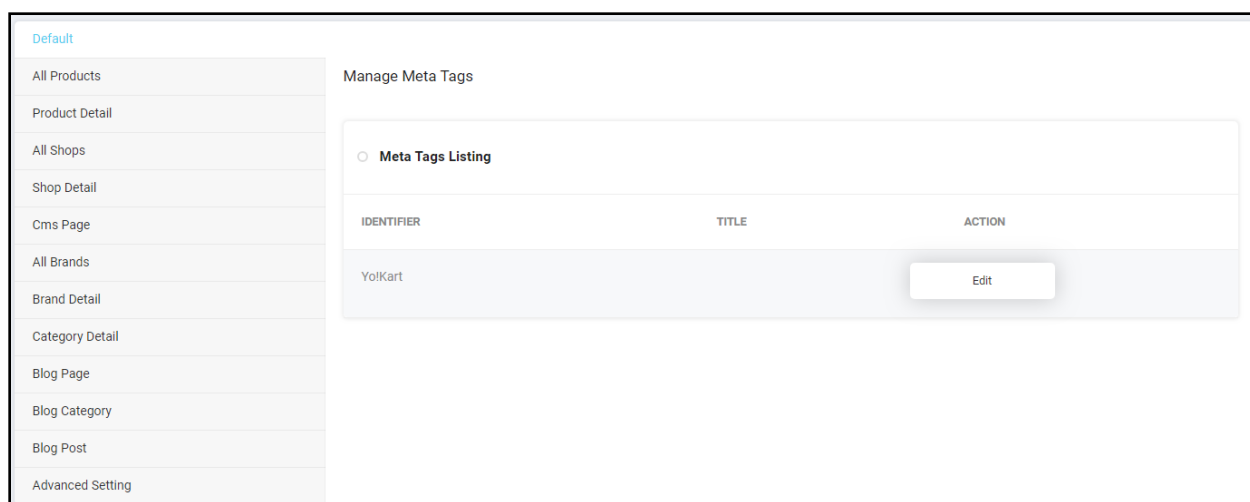 Default
All Products
Product Detail
All Shops
Shop Detail
Cms Page
All Brands
Brand Detail
Category Detail
Blog Page
Blog Category
Blog Post
Advanced Setting
Manage Meta Tags
Meta Tags Listing
IDENTIFIER TITLE ACTION
Yo!Kart Edit